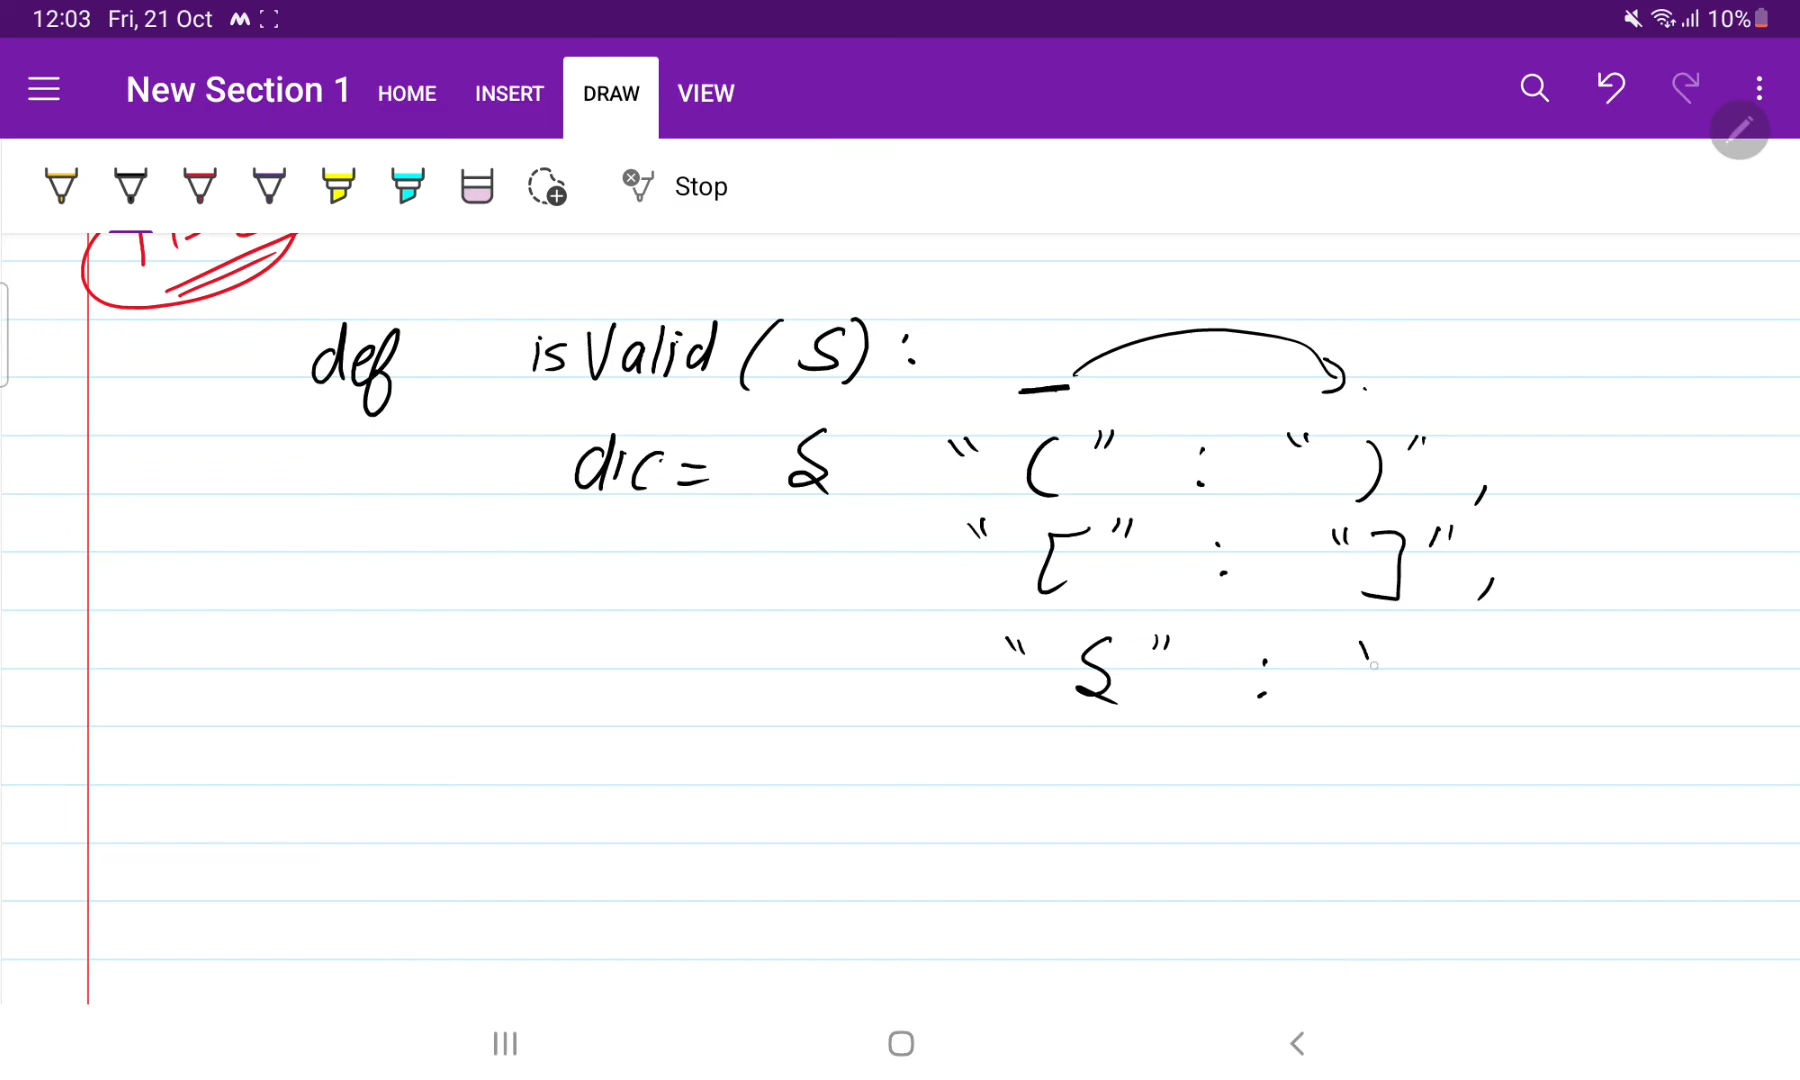 12:03 Fri, 21 Oct 10%
New Section 1 HOME INSERT DRAW VIEW
Stop
def isValid(S):
dic = { "(" : ")",
"[" : "]",
"{" :